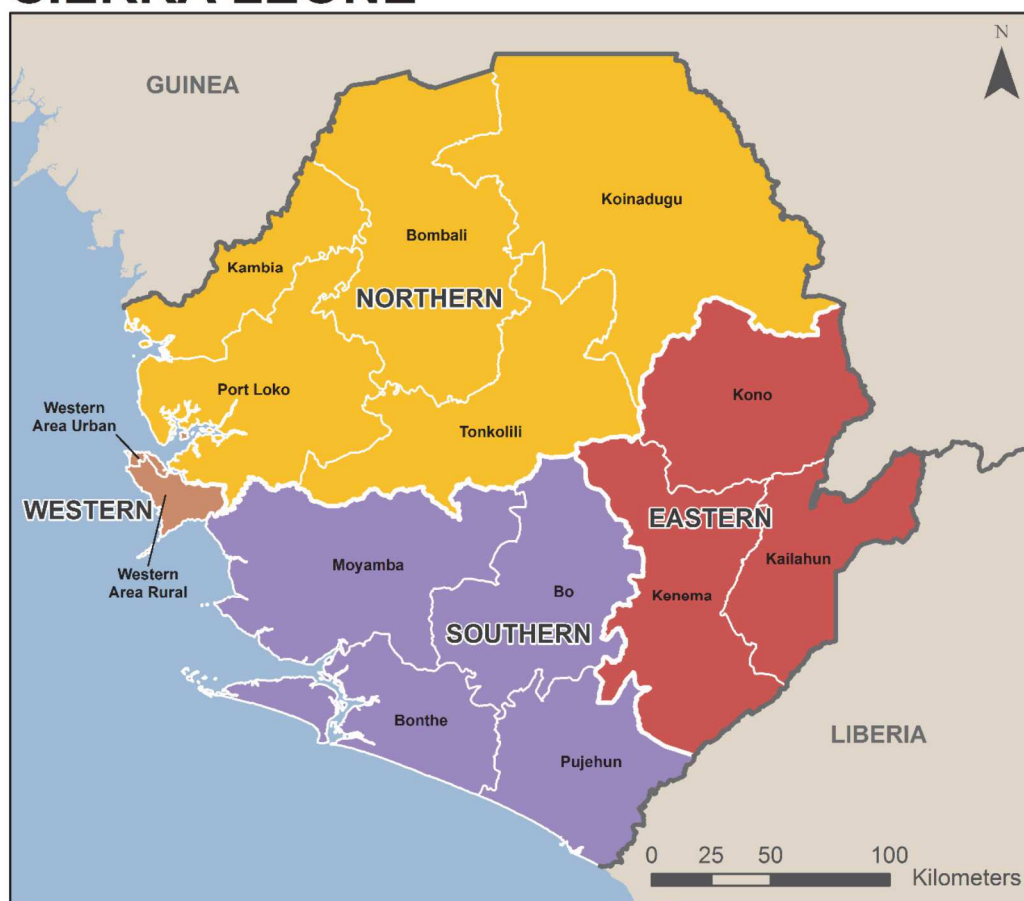 SIERRA LEONE
N
GUINEA
Koinadugu
Bombali
Kambia
NORTHERN
Port Loko
Kono
Western
Area Urban
Tonkolili
WESTERN
EASTERN
Kailahun
Moyamba
Western
Area Rural
Bo
Kenema
SOUTHERN
Bonthe
LIBERIA
Pujehun
0 25 50 100
Kilometers